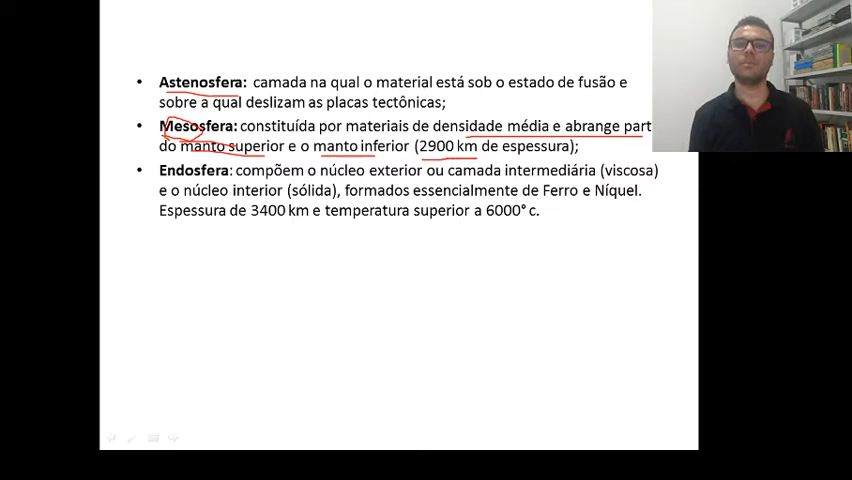 • Astenosfera: camada na qual o material está sob o estado de fusão e
sobre a qual deslizam as placas tectônicas;
• Mesosfera: constituída por materiais de densidade média e abrange part
do manto superior e o manto inferior (2900 km de espessura);
• Endosfera: compõem o núcleo exterior ou camada intermediária (viscosa)
e o núcleo interior (sólida), formados essencialmente de Ferro e Níquel.
Espessura de 3400 km e temperatura superior a 6000° c.